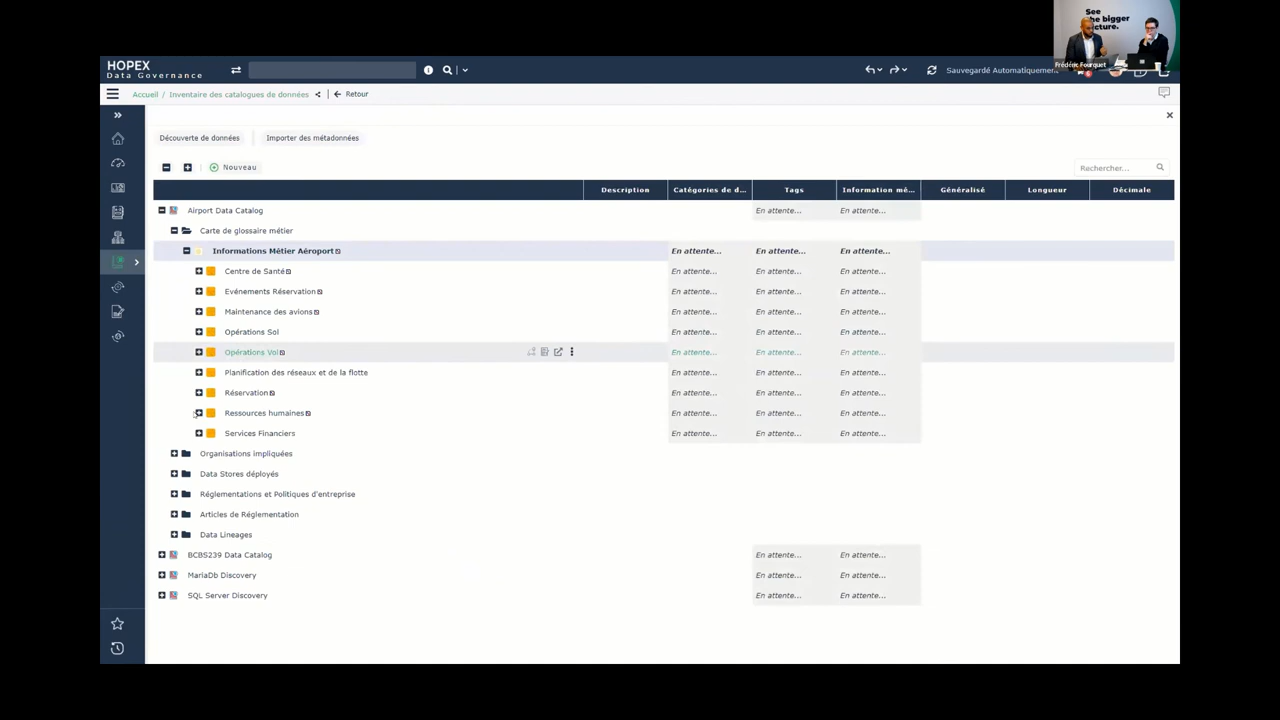 See
the bigger
picture.
Frédéric Fourquet
HOPEX
Data Governance
Sauvegardé Automatiquement
Accueil / Inventaire des catalogues de données
Retour
Découverte de données
Importer des métadonnées
Nouveau
Rechercher...
Description Catégories de d... Tags Information mé... Généralisé Longueur Décimale
Airport Data Catalog En attente... En attente...
Carte de glossaire métier
Informations Métier Aéroport En attente... En attente... En attente...
Centre de Santé En attente... En attente... En attente...
Evénements Réservation En attente... En attente... En attente...
Maintenance des avions En attente... En attente... En attente...
Opérations Sol En attente... En attente... En attente...
Opérations Vol En attente... En attente... En attente...
Planification des réseaux et de la flotte En attente... En attente... En attente...
Réservation En attente... En attente... En attente...
Ressources humaines En attente... En attente... En attente...
Services Financiers En attente... En attente... En attente...
Organisations impliquées
Data Stores déployés
Réglementations et Politiques d'entreprise
Articles de Réglementation
Data Lineages
BCBS239 Data Catalog En attente... En attente...
MariaDb Discovery En attente... En attente...
SQL Server Discovery En attente... En attente...